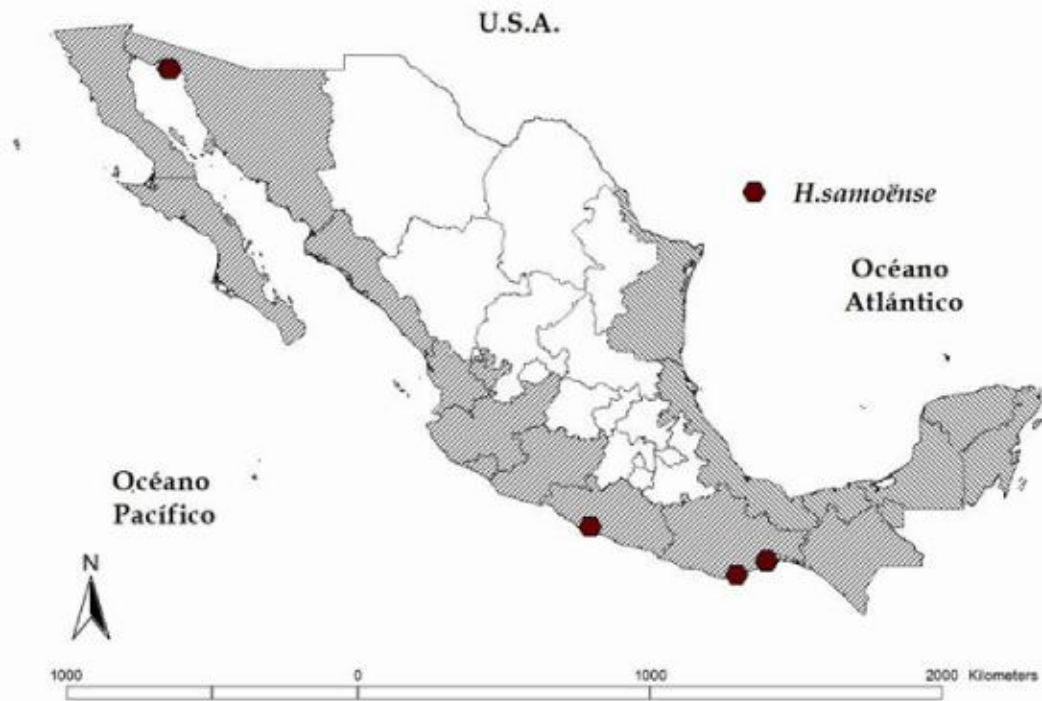 U.S.A.
H.samoënse
Océano
Atlántico
Océano
Pacífico
N
1000 0 1000 2000 Kilometers